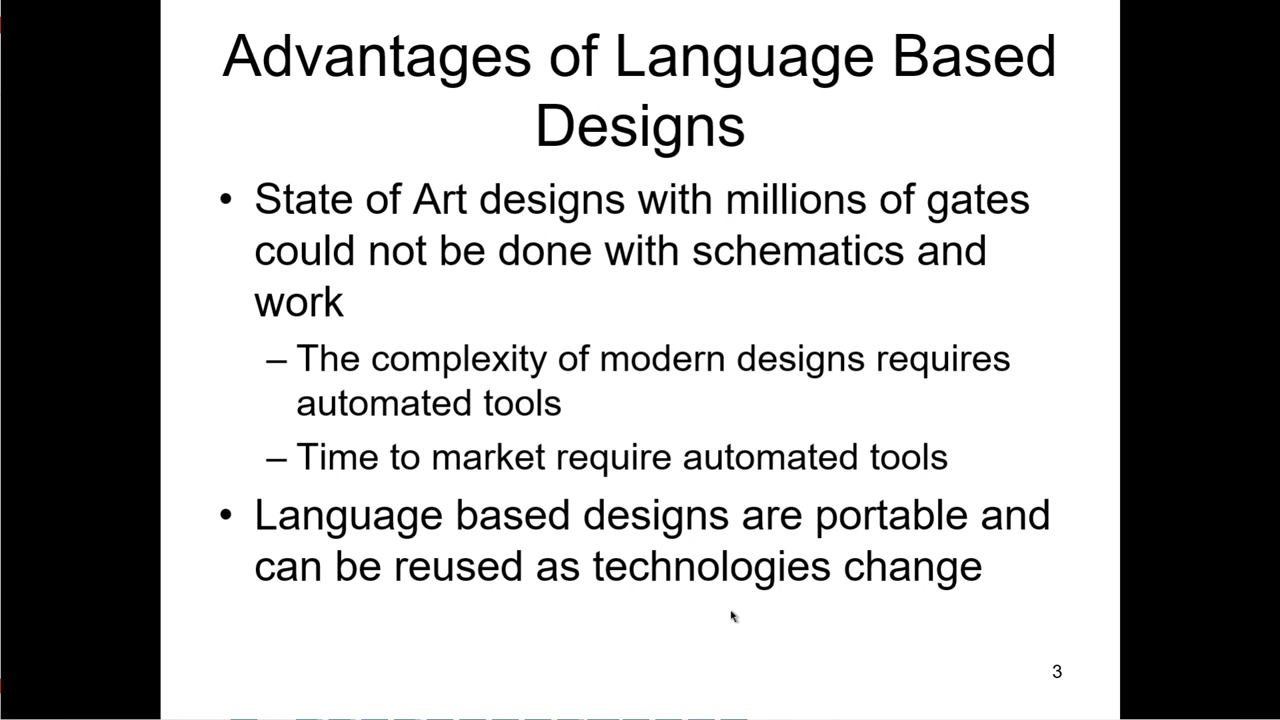 Advantages of Language Based
Designs
• State of Art designs with millions of gates
could not be done with schematics and
work
– The complexity of modern designs requires
automated tools
– Time to market require automated tools
• Language based designs are portable and
can be reused as technologies change
3